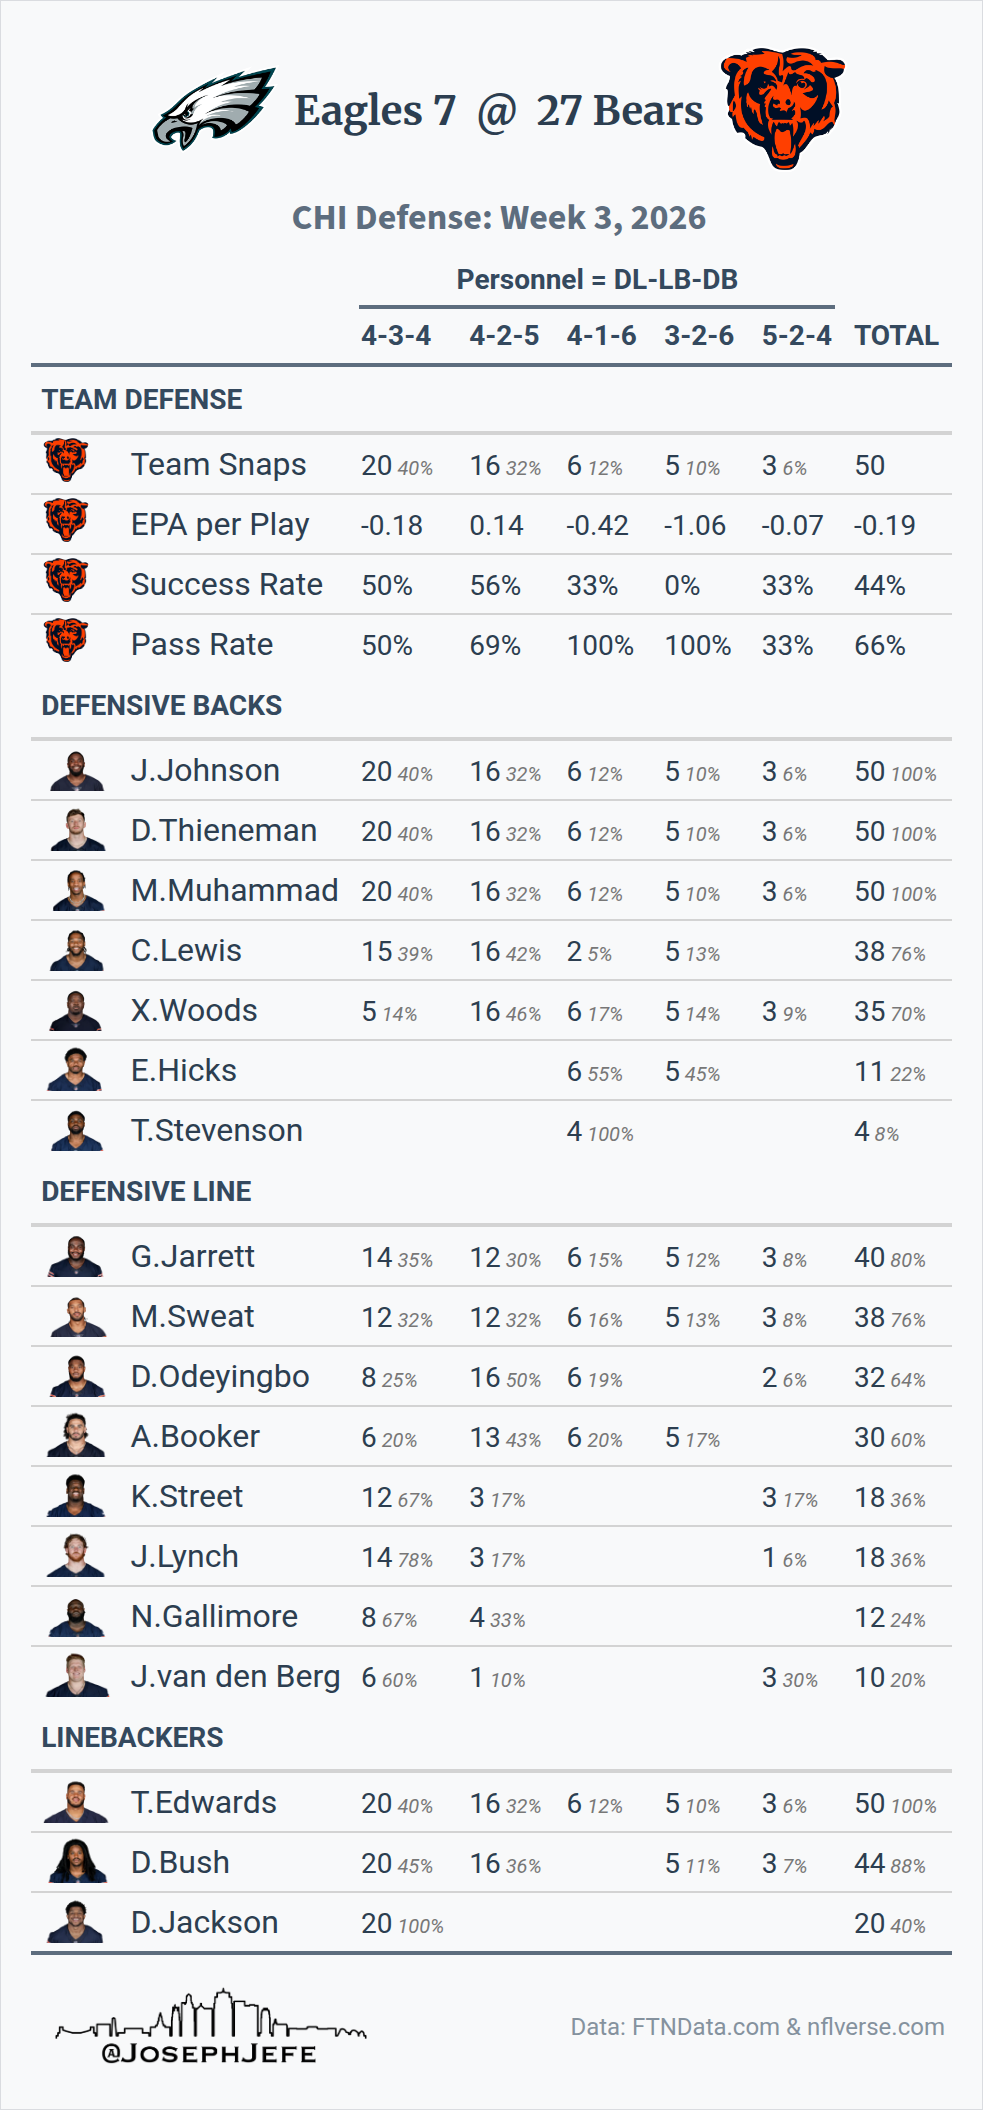 Eagles 7 @ 27 Bears
CHI Defense: Week 3, 2026
Personnel = DL-LB-DB
4-3-4 4-2-5 4-1-6 3-2-6 5-2-4 TOTAL
TEAM DEFENSE
Team Snaps 20 40% 16 32% 6 12% 5 10% 3 6% 50
EPA per Play -0.18 0.14 -0.42 -1.06 -0.07 -0.19
Success Rate 50% 56% 33% 0% 33% 44%
Pass Rate 50% 69% 100% 100% 33% 66%
DEFENSIVE BACKS
J.Johnson 20 40% 16 32% 6 12% 5 10% 3 6% 50 100%
D.Thieneman 20 40% 16 32% 6 12% 5 10% 3 6% 50 100%
M.Muhammad 20 40% 16 32% 6 12% 5 10% 3 6% 50 100%
C.Lewis 15 39% 16 42% 2 5% 5 13% 38 76%
X.Woods 5 14% 16 46% 6 17% 5 14% 3 9% 35 70%
E.Hicks 6 55% 5 45% 11 22%
T.Stevenson 4 100% 4 8%
DEFENSIVE LINE
G.Jarrett 14 35% 12 30% 6 15% 5 12% 3 8% 40 80%
M.Sweat 12 32% 12 32% 6 16% 5 13% 3 8% 38 76%
D.Odeyingbo 8 25% 16 50% 6 19% 2 6% 32 64%
A.Booker 6 20% 13 43% 6 20% 5 17% 30 60%
K.Street 12 67% 3 17% 3 17% 18 36%
J.Lynch 14 78% 3 17% 1 6% 18 36%
N.Gallimore 8 67% 4 33% 12 24%
J.van den Berg 6 60% 1 10% 3 30% 10 20%
LINEBACKERS
T.Edwards 20 40% 16 32% 6 12% 5 10% 3 6% 50 100%
D.Bush 20 45% 16 36% 5 11% 3 7% 44 88%
D.Jackson 20 100% 20 40%
@JosephJefe
Data: FTNData.com & nflverse.com